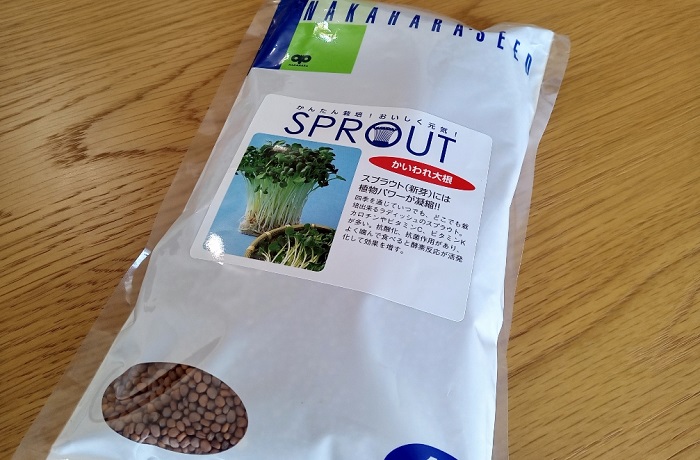 NAKAHARA-SEED
かんたん栽培!おいしく元気!
SPROUT
かいわれ大根
スプラウト(新芽)には
植物パワーが凝縮!!
四季を通じていつでも、どこでも栽
培出来るラディッシュのスプラウト。
カロチンやビタミンC、ビタミンK
が多い。抗酸化、抗菌作用があり、
よく噛んで食べると酵素反応が活発
化して効果を増す。